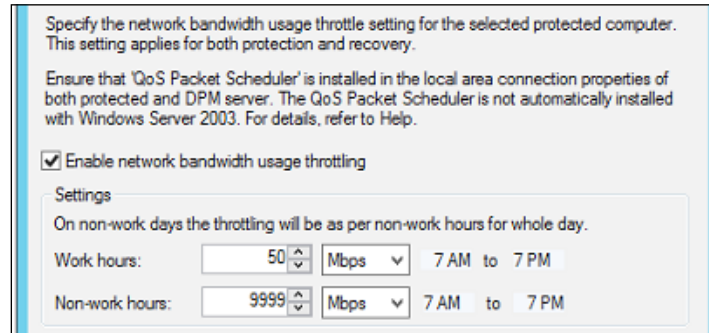 Specify the network bandwidth usage throttle setting for the selected protected computer.
This setting applies for both protection and recovery.
Ensure that 'QoS Packet Scheduler' is installed in the local area connection properties of
both protected and DPM server. The QoS Packet Scheduler is not automatically installed
with Windows Server 2003. For details, refer to Help.
Enable network bandwidth usage throttling
Settings
On non-work days the throttling will be as per non-work hours for whole day.
Work hours: 50 Mbps 7 AM to 7 PM
Non-work hours: 9999 Mbps 7 AM to 7 PM